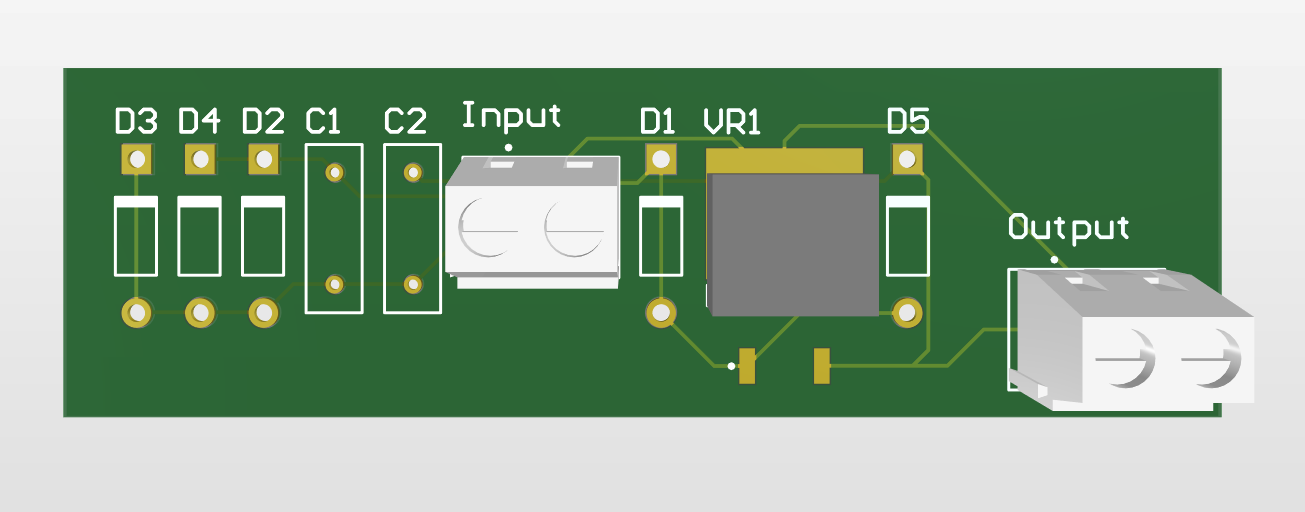 D3 D4 D2 C1 C2 Input D1 VR1 D5
Output